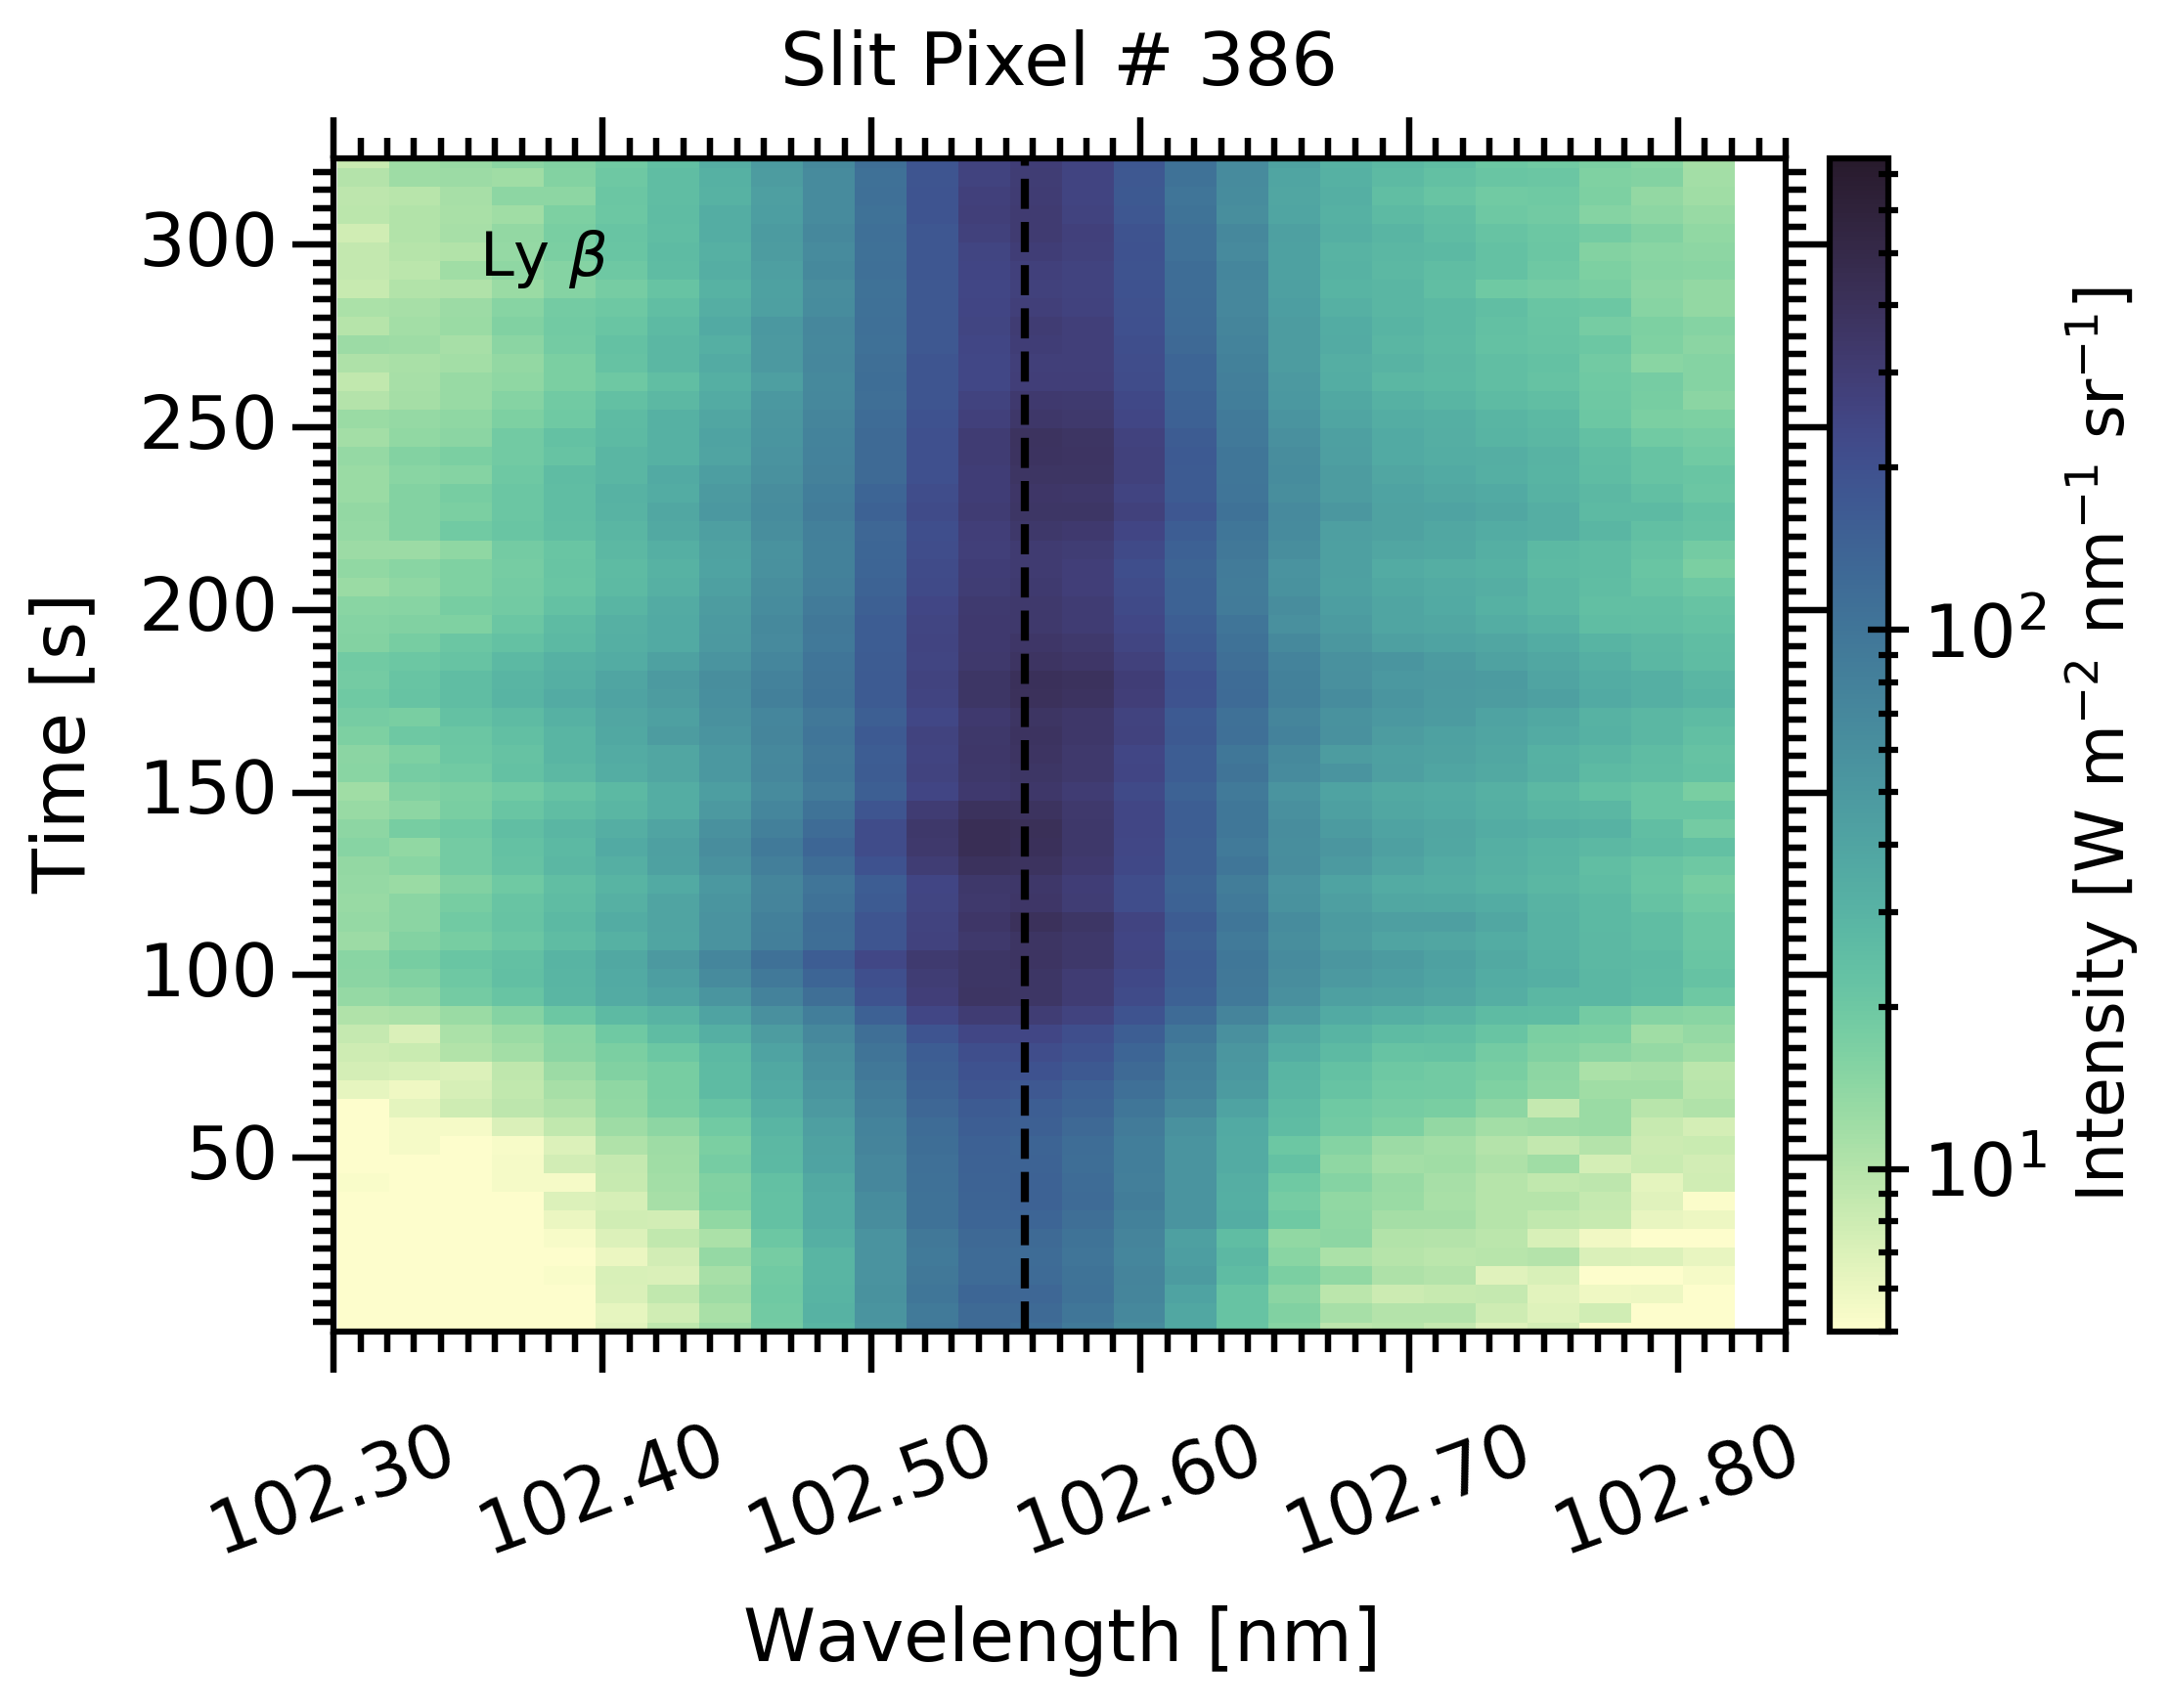 Slit Pixel # 386
Ly β
300
250
200
150
100
50
Time [s]
102.30 102.40 102.50 102.60 102.70 102.80
Wavelength [nm]
10²
10¹
Intensity [W m⁻² nm⁻¹ sr⁻¹]